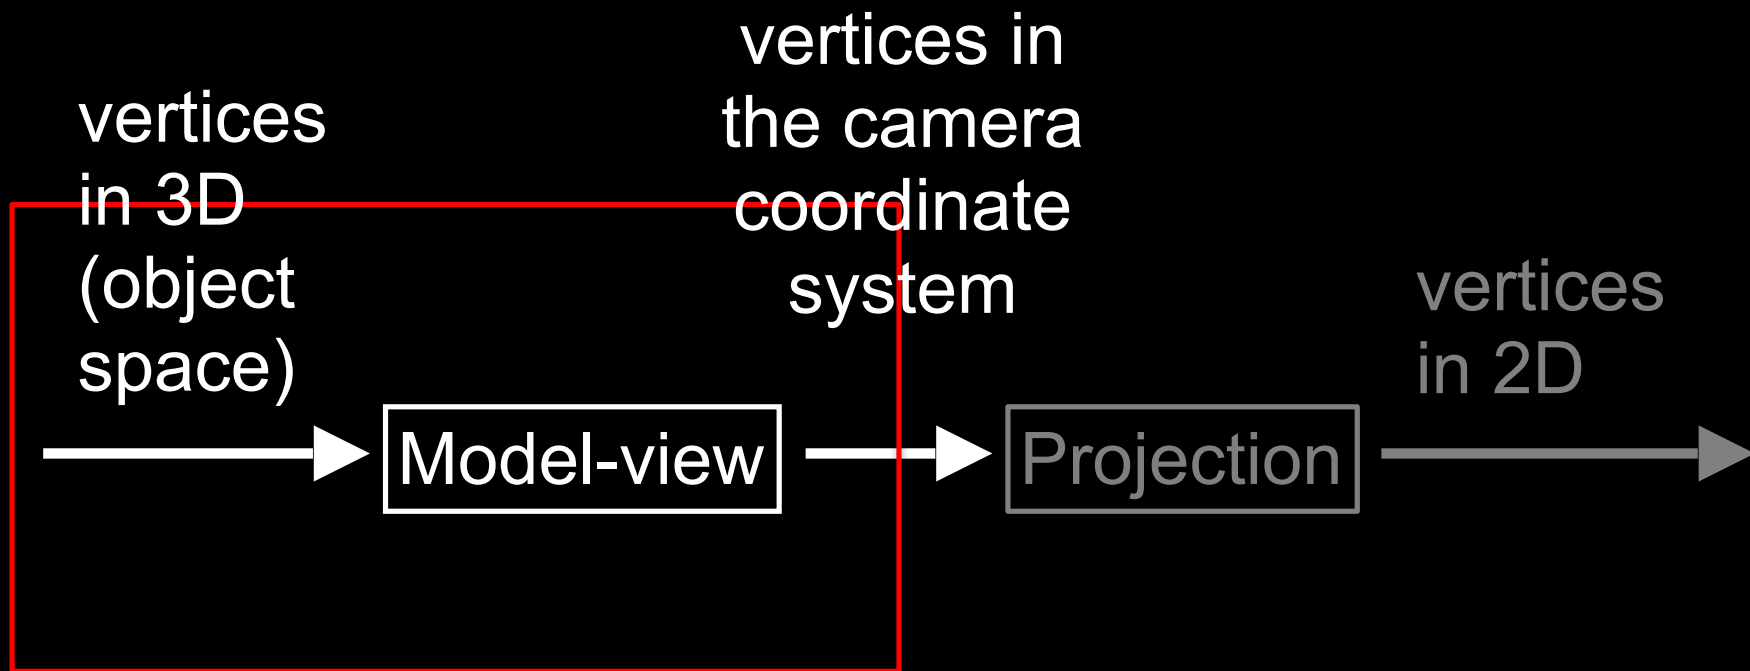 vertices
in 3D
(object
space)
vertices in
the camera
coordinate
system
vertices
in 2D
Model-view
Projection